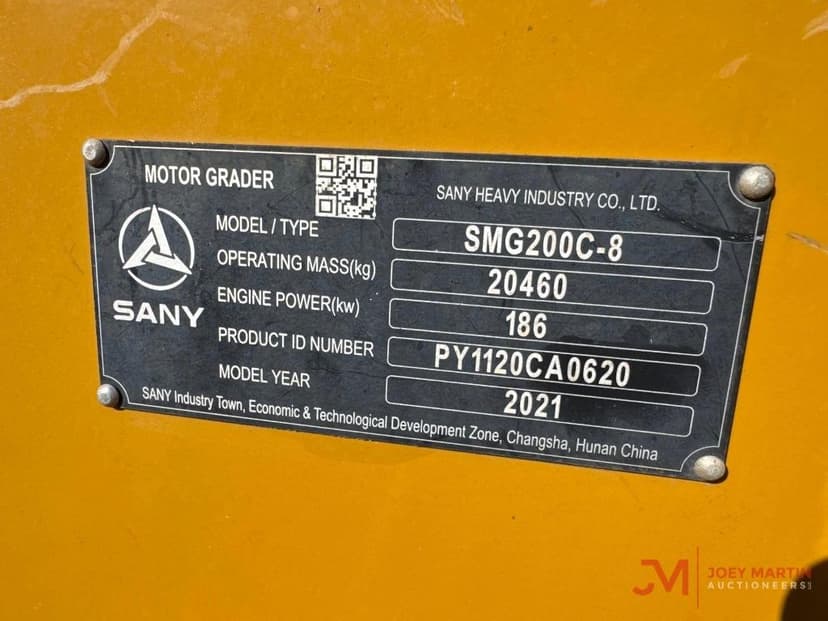 MOTOR GRADER
SANY HEAVY INDUSTRY CO., LTD.
SANY
MODEL / TYPE SMG200C-8
OPERATING MASS(kg) 20460
ENGINE POWER(kw) 186
PRODUCT ID NUMBER PY1120CA0620
MODEL YEAR 2021
SANY Industry Town, Economic & Technological Development Zone, Changsha, Hunan China
JM JOEY MARTIN
AUCTIONEERS